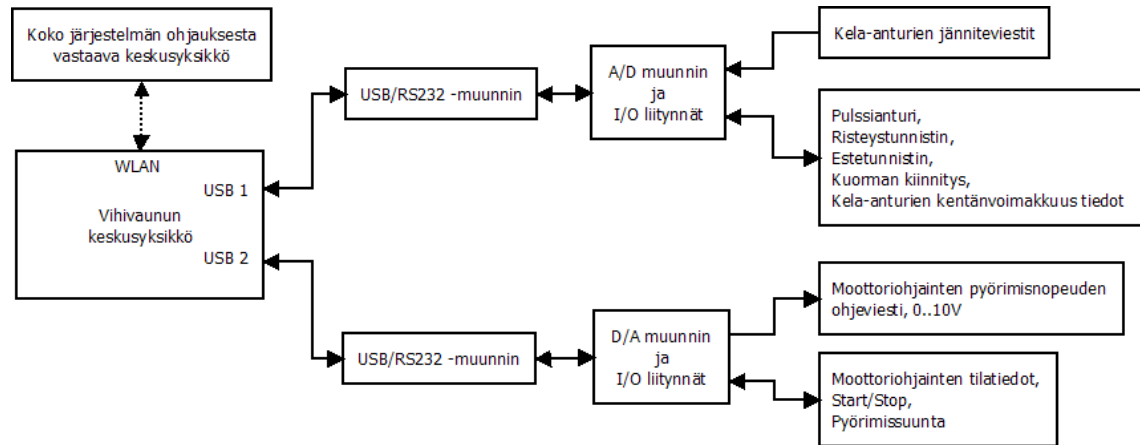 Koko järjestelmän ohjauksesta
vastaava keskusyksikkö
WLAN
USB 1
Vihivaunun
keskusyksikkö
USB 2
USB/RS232 -muunnin
A/D muunnin
ja
I/O liitynnät
Kela-anturien jänniteviestit
Pulssianturi,
Risteystunnistin,
Estetunnistin,
Kuorman kiinnitys,
Kela-anturien kentänvoimakkuus tiedot
USB/RS232 -muunnin
D/A muunnin
ja
I/O liitynnät
Moottoriohjainten pyörimisnopeuden
ohjeviesti, 0..10V
Moottoriohjainten tilatiedot,
Start/Stop,
Pyörimissuunta